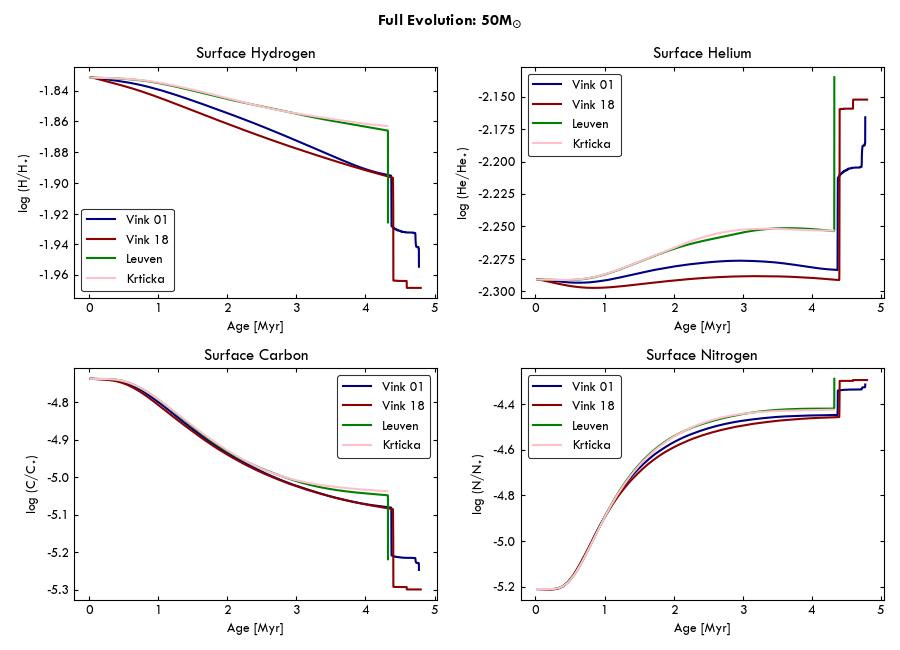 Full Evolution: 50M⊙
Surface Hydrogen
log (H/H⋆)
-1.84
-1.86
-1.88
-1.90
-1.92
-1.94
-1.96
Vink 01
Vink 18
Leuven
Krticka
0 1 2 3 4 5
Age [Myr]
Surface Helium
log (He/He⋆)
-2.150
-2.175
-2.200
-2.225
-2.250
-2.275
-2.300
Vink 01
Vink 18
Leuven
Krticka
0 1 2 3 4 5
Age [Myr]
Surface Carbon
log (C/C⋆)
-4.8
-4.9
-5.0
-5.1
-5.2
-5.3
Vink 01
Vink 18
Leuven
Krticka
0 1 2 3 4 5
Age [Myr]
Surface Nitrogen
log (N/N⋆)
-4.4
-4.6
-4.8
-5.0
-5.2
Vink 01
Vink 18
Leuven
Krticka
0 1 2 3 4 5
Age [Myr]